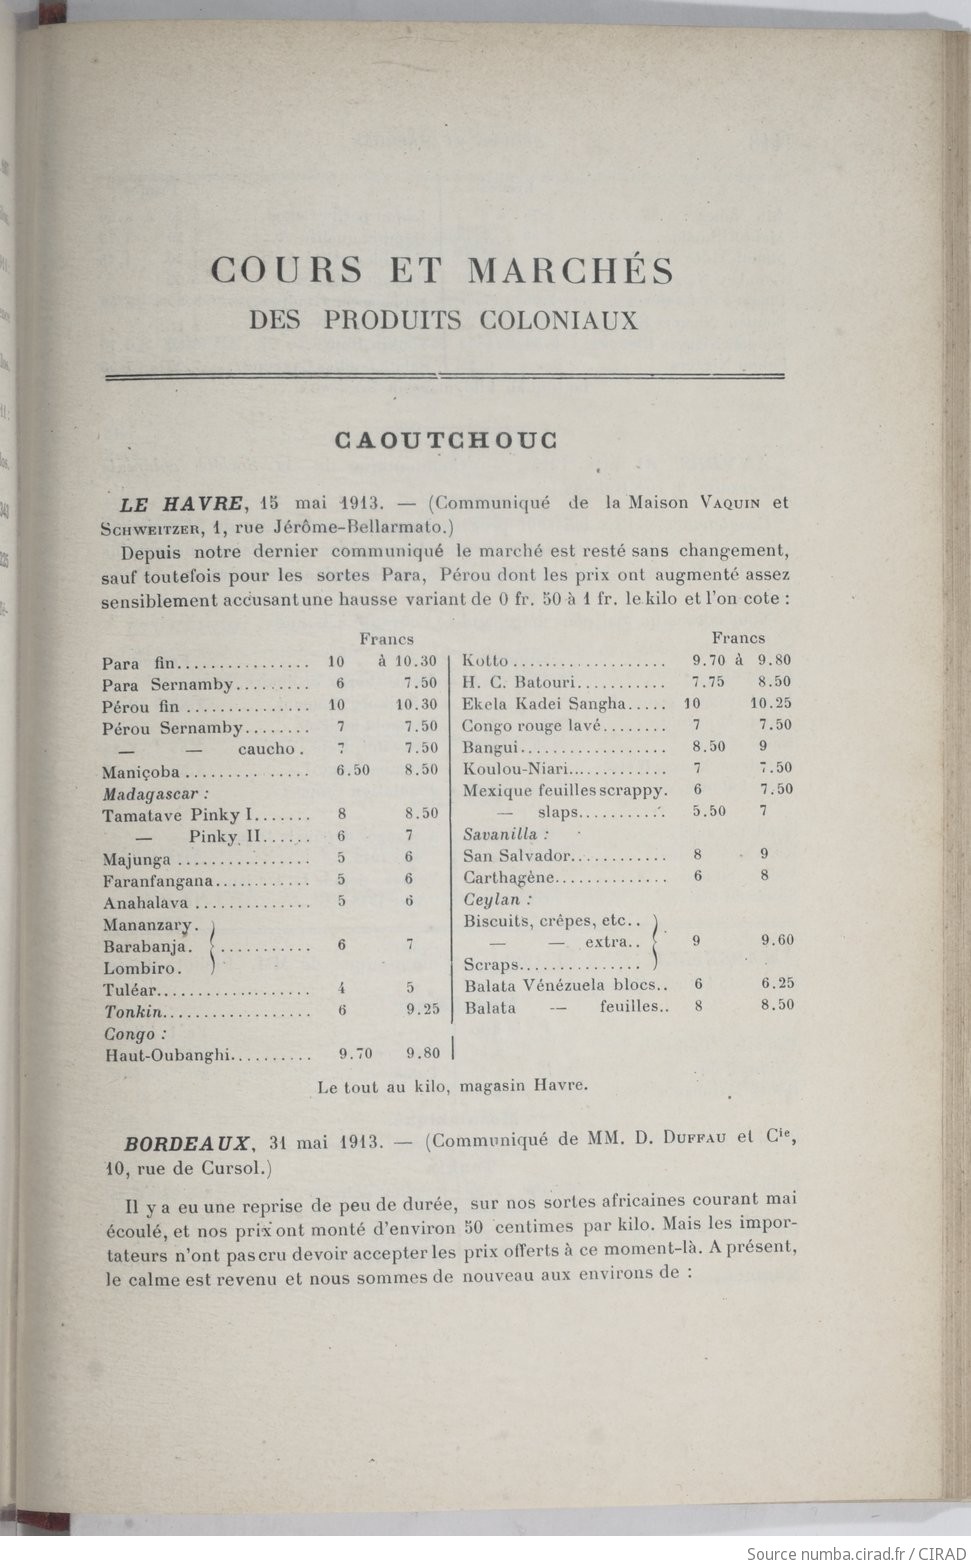 COURS ET MARCHÉS
DES PRODUITS COLONIAUX
CAOUTCHOUC
LE HAVRE, 15 mai 1913. — (Communiqué de la Maison VAQUIN et
SCHWEITZER, 1, rue Jérôme-Bellarmato.)
Depuis notre dernier communiqué le marché est resté sans changement,
sauf toutefois pour les sortes Para, Pérou dont les prix ont augmenté assez
sensiblement accusant une hausse variant de 0 fr. 50 à 1 fr. le kilo et l'on cote :
Francs
Para fin................ 10 à 10.30
Para Sernamby......... 6 7.50
Pérou fin ............... 10 10.30
Pérou Sernamby........ 7 7.50
— — caucho . 7 7.50
Maniçoba ............... 6.50 8.50
Madagascar :
Tamatave Pinky I....... 8 8.50
— Pinky II...... 6 7
Majunga ................ 5 6
Faranfangana............ 5 6
Anahalava .............. 5 6
Mananzary.
Barabanja. } ........... 6 7
Lombiro.
Tuléar................... 4 5
Tonkin.................. 6 9.25
Congo :
Haut-Oubanghi.......... 9.70 9.80
Francs
Kotto ................... 9.70 à 9.80
H. C. Batouri........... 7.75 8.50
Ekela Kadei Sangha..... 10 10.25
Congo rouge lavé........ 7 7.50
Bangui.................. 8.50 9
Koulou-Niari............ 7 7.50
Mexique feuilles scrappy. 6 7.50
— slaps.......... 5.50 7
Savanilla :
San Salvador............ 8 9
Carthagène.............. 6 8
Ceylan :
Biscuits, crêpes, etc..
— — extra.. } 9 9.60
Scraps...............
Balata Vénézuela blocs.. 6 6.25
Balata — feuilles.. 8 8.50
Le tout au kilo, magasin Havre.
BORDEAUX, 31 mai 1913. — (Communiqué de MM. D. DUFFAU et Cie,
10, rue de Cursol.)
Il y a eu une reprise de peu de durée, sur nos sortes africaines courant mai
écoulé, et nos prix ont monté d'environ 50 centimes par kilo. Mais les impor-
tateurs n'ont pas cru devoir accepter les prix offerts à ce moment-là. A présent,
le calme est revenu et nous sommes de nouveau aux environs de :
Source numba.cirad.fr / CIRAD